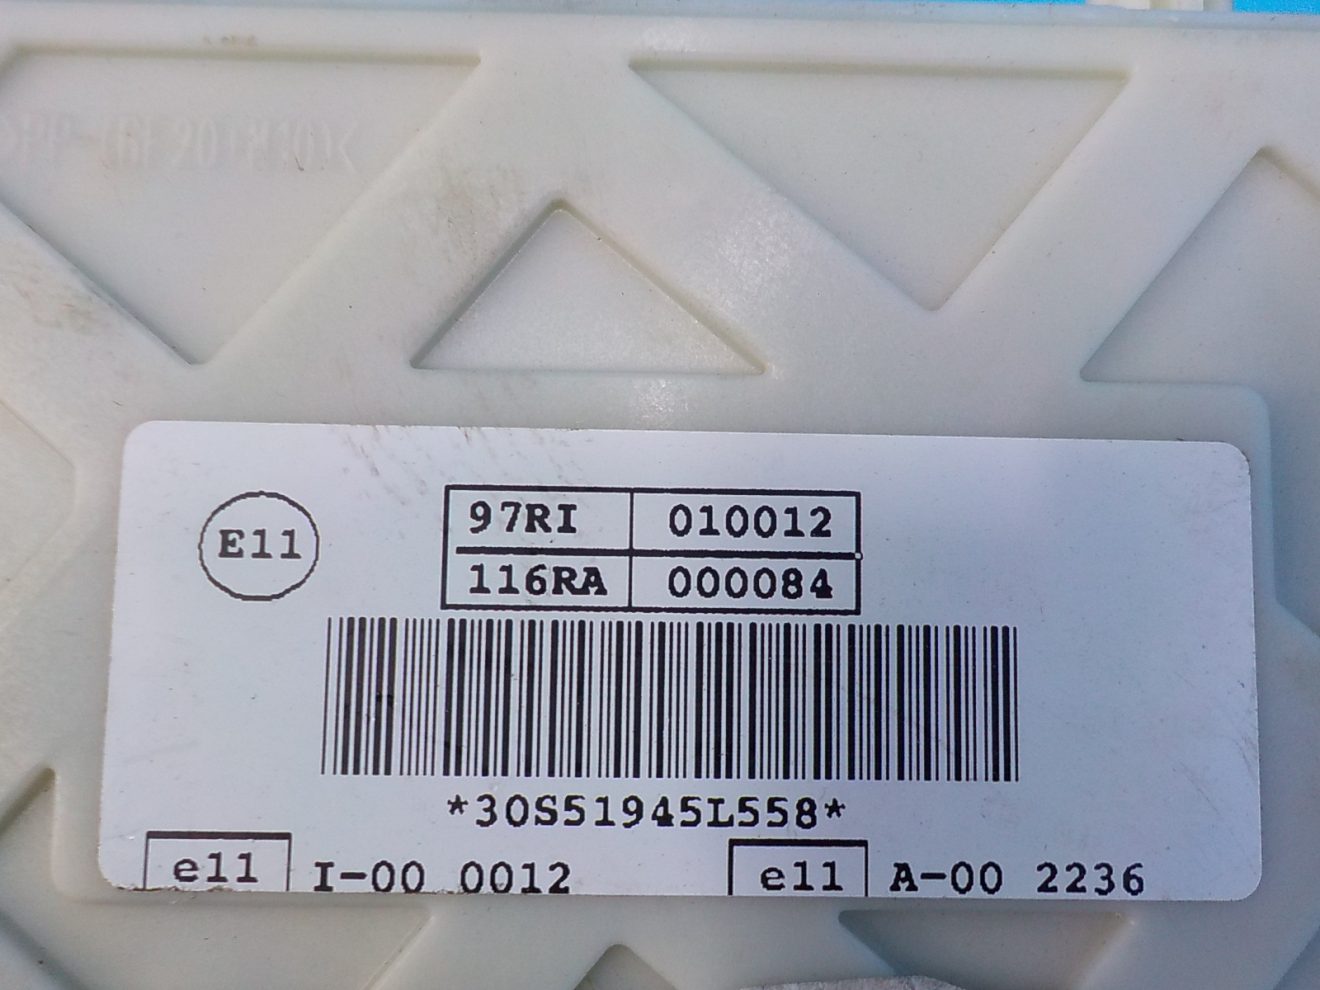 E11
97RI 010012
116RA 000084
*30S51945L558*
e11 I-00 0012 e11 A-00 2236